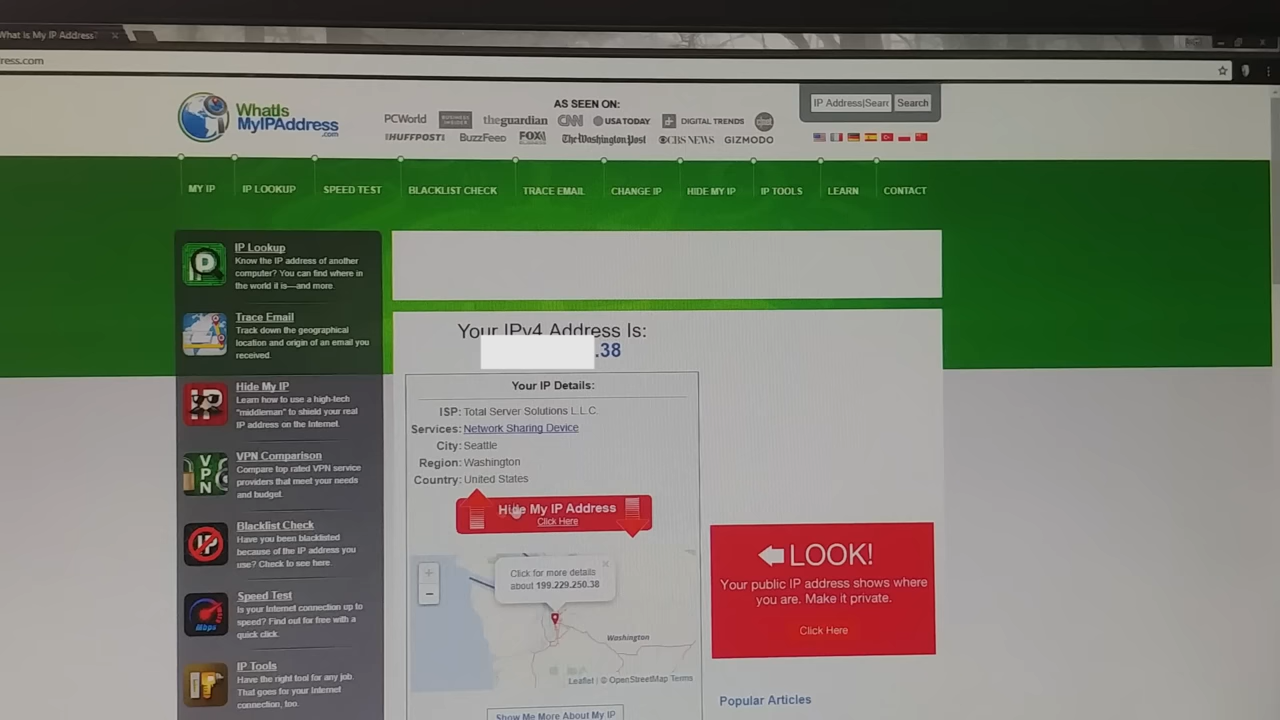 What is My IP Address?
ress.com
WhatIs
MyIPAddress
.com
AS SEEN ON:
PCWorld BUSINESS INSIDER theguardian CNN USA TODAY DIGITAL TRENDS
HUFFPOST BuzzFeed FOX The Washington Post CBS NEWS GIZMODO
IP Address|Searc Search
MY IP IP LOOKUP SPEED TEST BLACKLIST CHECK TRACE EMAIL CHANGE IP HIDE MY IP IP TOOLS LEARN CONTACT
IP Lookup
Know the IP address of another
computer? You can find where in
the world it is—and more.
Trace Email
Track down the geographical
location and origin of an email you
received.
Hide My IP
Learn how to use a high-tech
"middleman" to shield your real
IP address on the Internet.
VPN
VPN Comparison
Compare top rated VPN service
providers that meet your needs
and budget.
IP
Blacklist Check
Have you been blacklisted
because of the IP address you
use? Check to see here.
Mbps
Speed Test
Is your Internet connection up to
speed? Find out for free with a
quick click.
IP Tools
Have the right tool for any job.
That goes for your Internet
connection, too.
Your IPv4 Address Is:
.38
Your IP Details:
ISP: Total Server Solutions L.L.C.
Services: Network Sharing Device
City: Seattle
Region: Washington
Country: United States
Hide My IP Address
Click Here
+
−
Click for more details
about 199.229.250.38
×
Washington
Leaflet | © OpenStreetMap Terms
Show Me More About My IP
LOOK!
Your public IP address shows where
you are. Make it private.
Click Here
Popular Articles